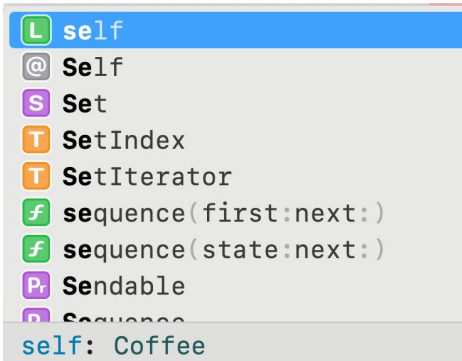 L self
@ Self
S Set
T SetIndex
T SetIterator
f sequence(first:next:)
f sequence(state:next:)
Pr Sendable
self: Coffee